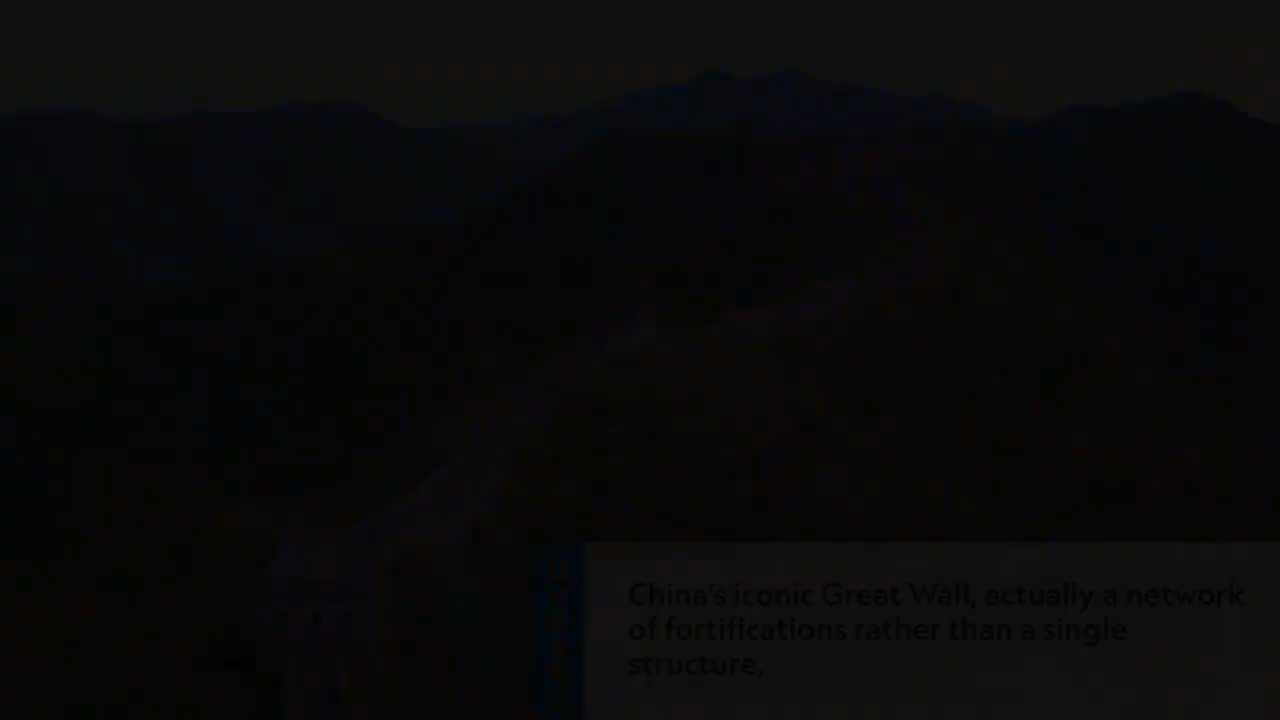 China's iconic Great Wall, actually a network
of fortifications rather than a single
structure,